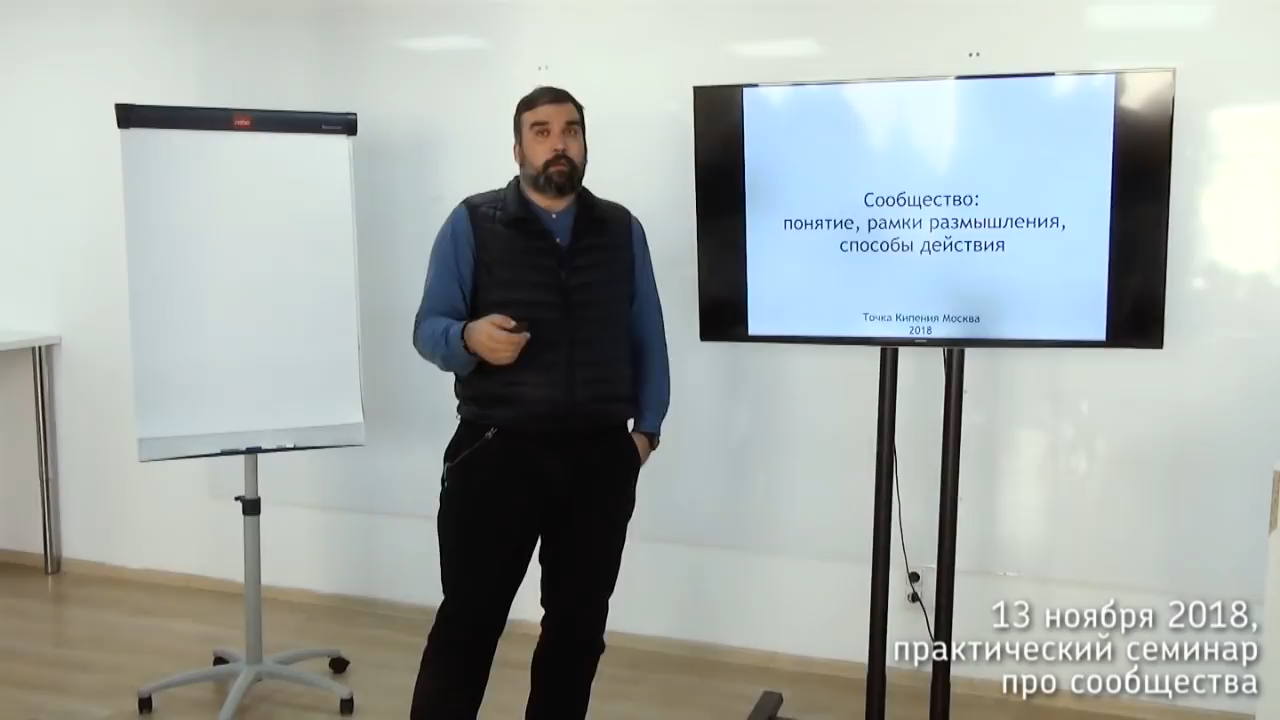 Сообщество:
понятие, рамки размышления,
способы действия
Точка Кипения Москва
2018
13 ноября 2018,
практический семинар
про сообщества